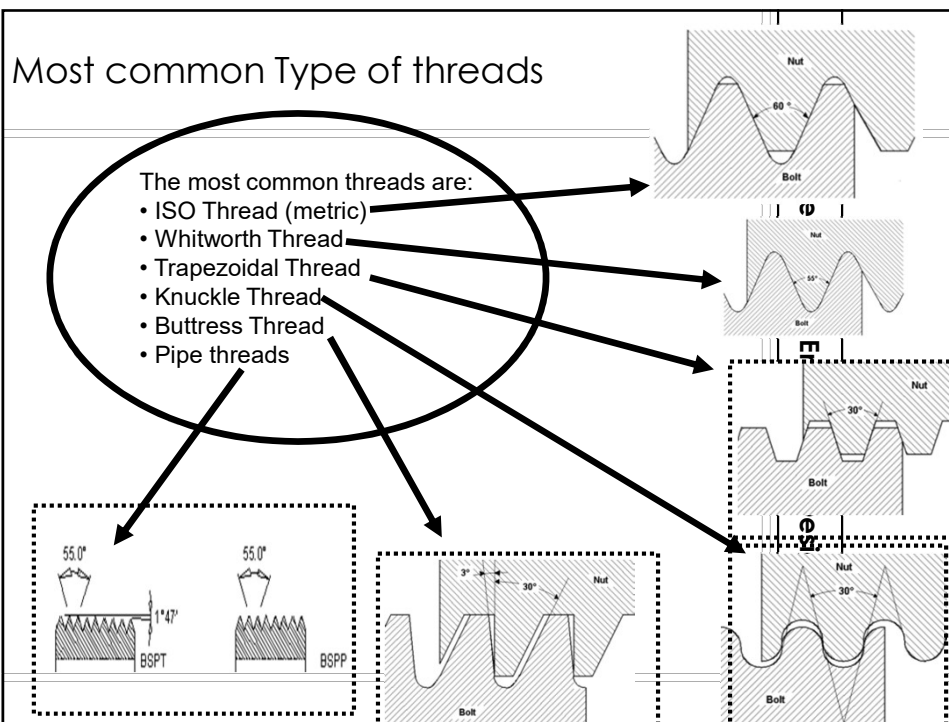 Most common Type of threads
The most common threads are:
• ISO Thread (metric)
• Whitworth Thread
• Trapezoidal Thread
• Knuckle Thread
• Buttress Thread
• Pipe threads
Nut
60 °
Bolt
Nut
55°
Bolt
Nut
30°
Bolt
Nut
30°
Bolt
3°
30°
Nut
Bolt
55.0°
1°47'
BSPT
55.0°
BSPP